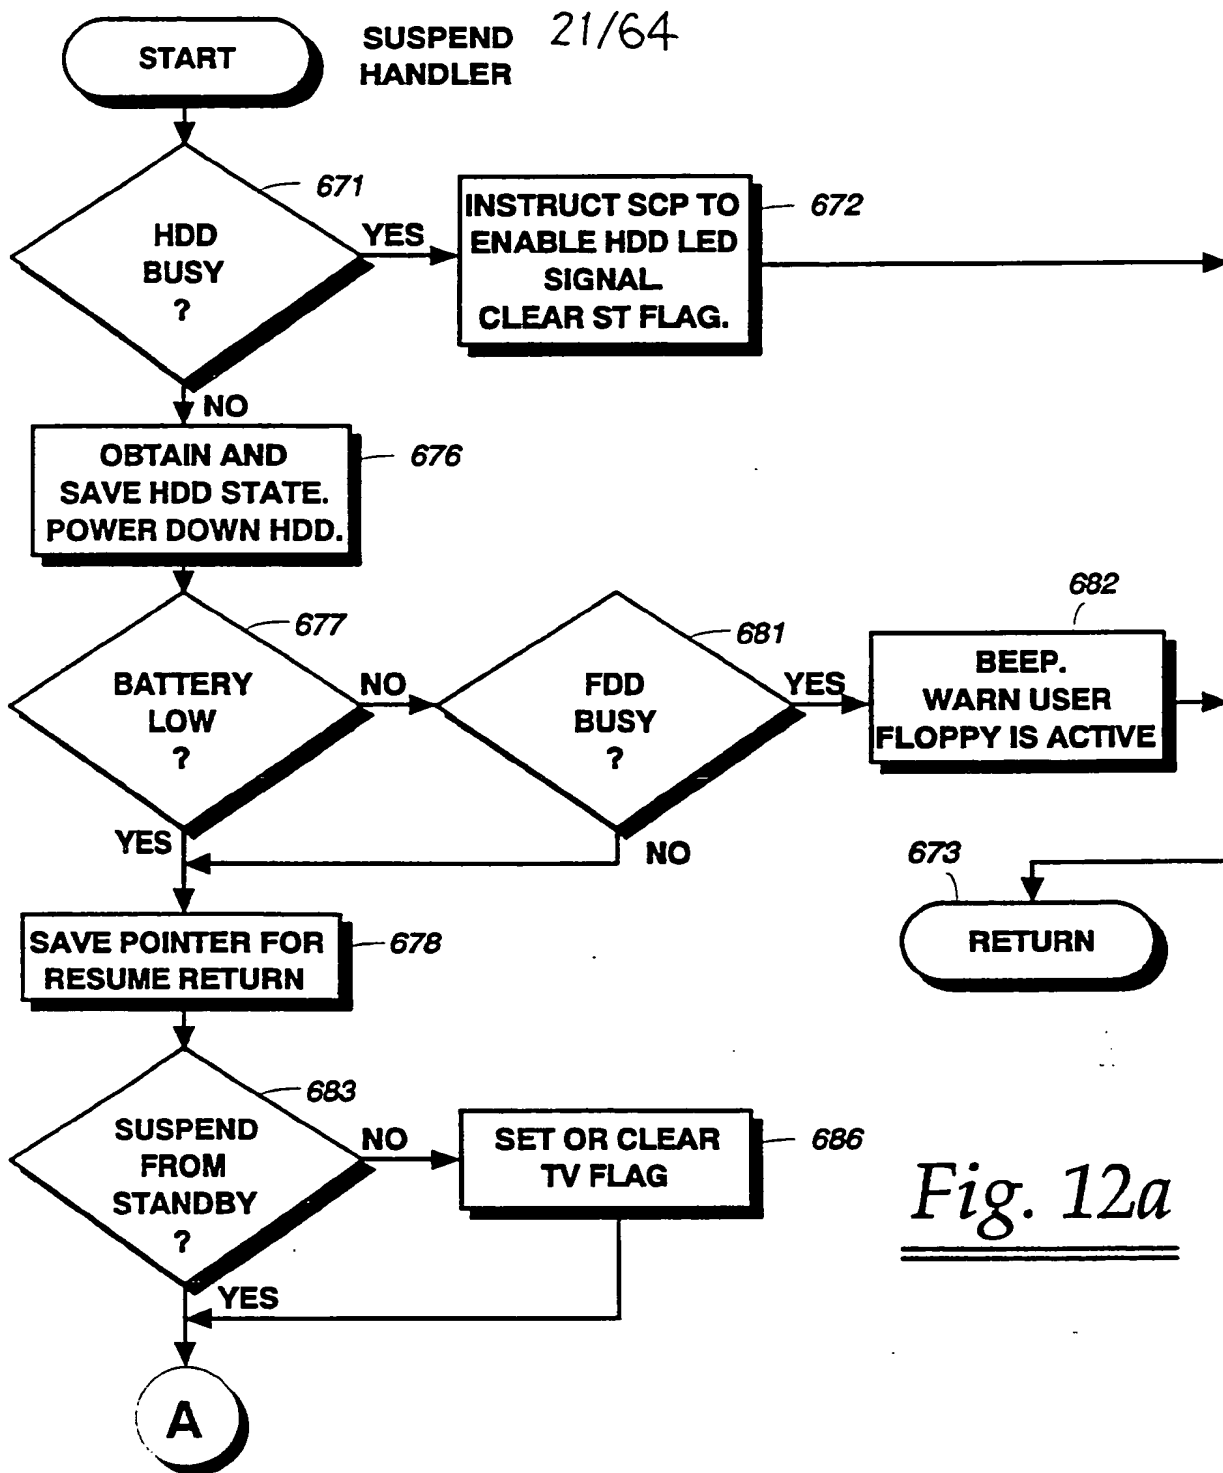 START
SUSPEND
HANDLER
21/64
671
HDD
BUSY
?
YES
INSTRUCT SCP TO
ENABLE HDD LED
SIGNAL.
CLEAR ST FLAG.
672
NO
OBTAIN AND
SAVE HDD STATE.
POWER DOWN HDD.
676
677
BATTERY
LOW
?
NO
681
FDD
BUSY
?
YES
682
BEEP.
WARN USER
FLOPPY IS ACTIVE
YES
NO
673
RETURN
SAVE POINTER FOR
RESUME RETURN
678
683
SUSPEND
FROM
STANDBY
?
NO
SET OR CLEAR
TV FLAG
686
YES
A
Fig. 12a